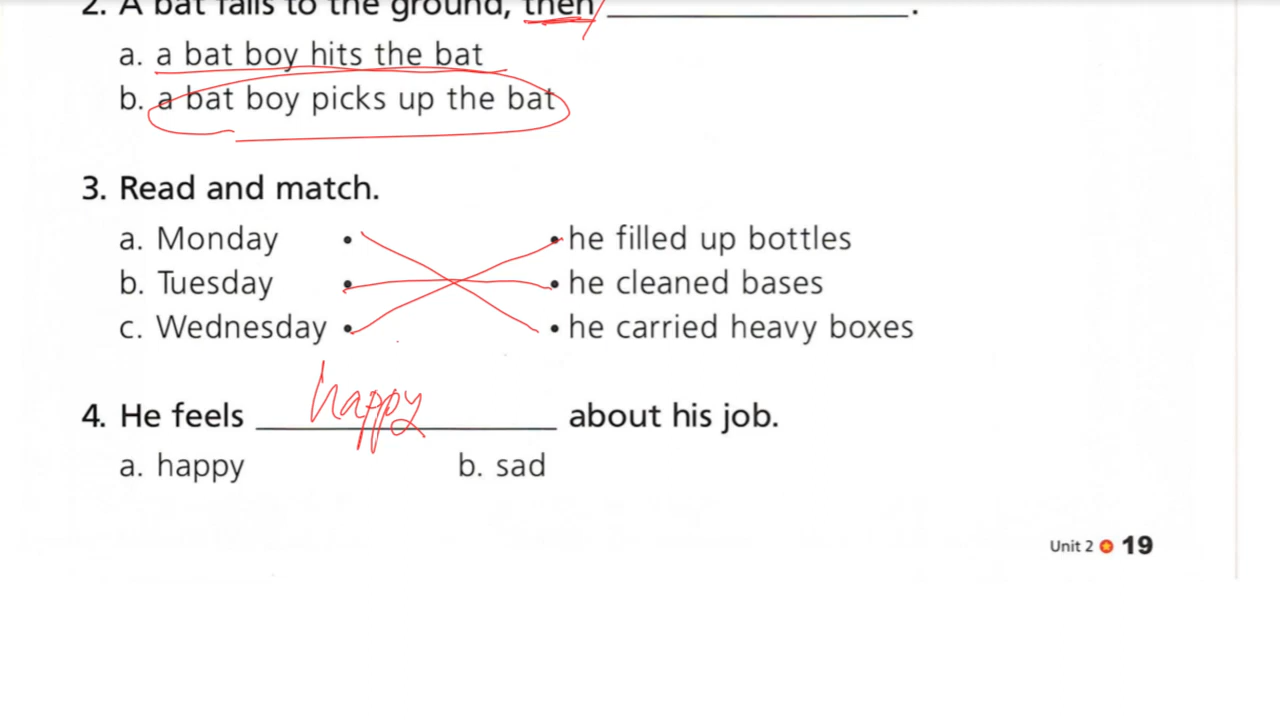 2. A bat falls to the ground, then ____________.
a. a bat boy hits the bat
b. a bat boy picks up the bat
3. Read and match.
a. Monday • • he filled up bottles
b. Tuesday • • he cleaned bases
c. Wednesday • • he carried heavy boxes
4. He feels happy about his job.
a. happy b. sad
Unit 2 19